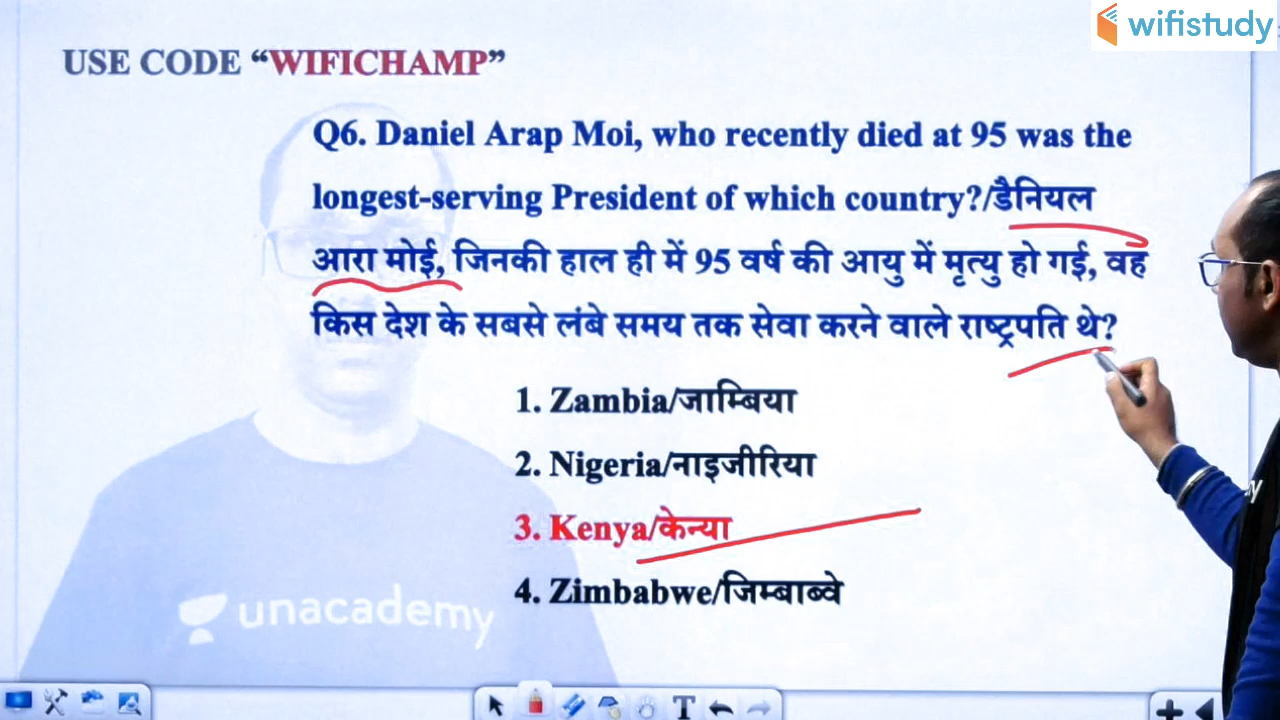 wifistudy
USE CODE “WIFICHAMP”
Q6. Daniel Arap Moi, who recently died at 95 was the
longest-serving President of which country?/डैनियल
आरा मोई, जिनकी हाल ही में 95 वर्ष की आयु में मृत्यु हो गई, वह
किस देश के सबसे लंबे समय तक सेवा करने वाले राष्ट्रपति थे?
1. Zambia/जाम्बिया
2. Nigeria/नाइजीरिया
3. Kenya/केन्या
4. Zimbabwe/जिम्बाब्वे
unacademy
T